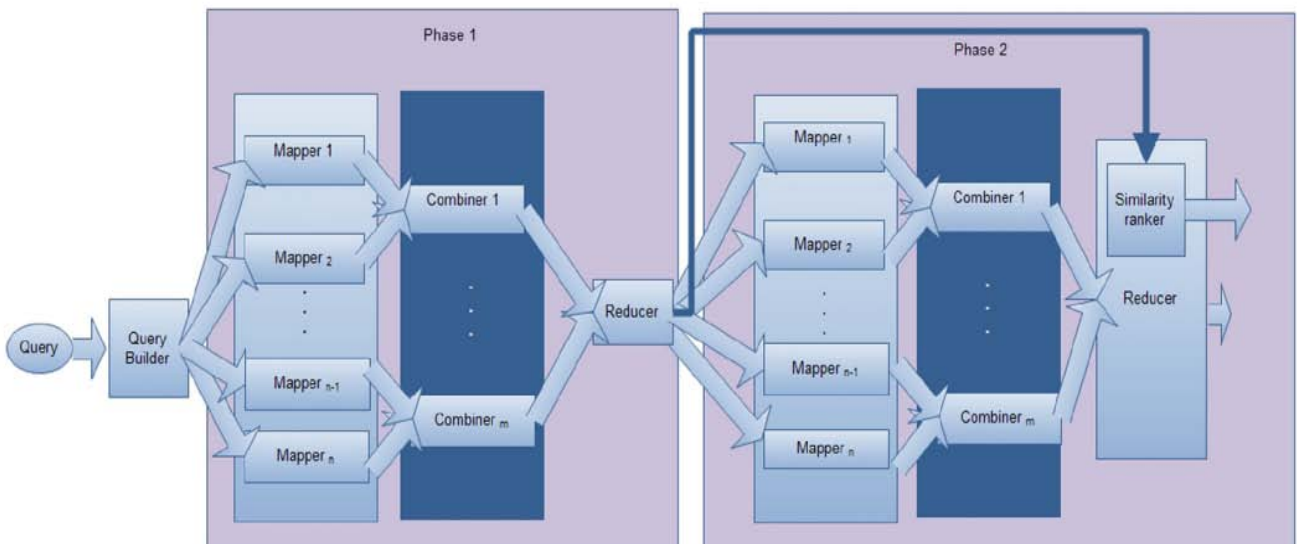 Phase 1
Phase 2
Mapper 1
Mapper 2
Mapper n-1
Mapper n
Combiner 1
Combiner m
Query
Query
Builder
Reducer
Mapper 1
Mapper 2
Mapper n-1
Mapper n
Combiner 1
Combiner m
Similarity
ranker
Reducer